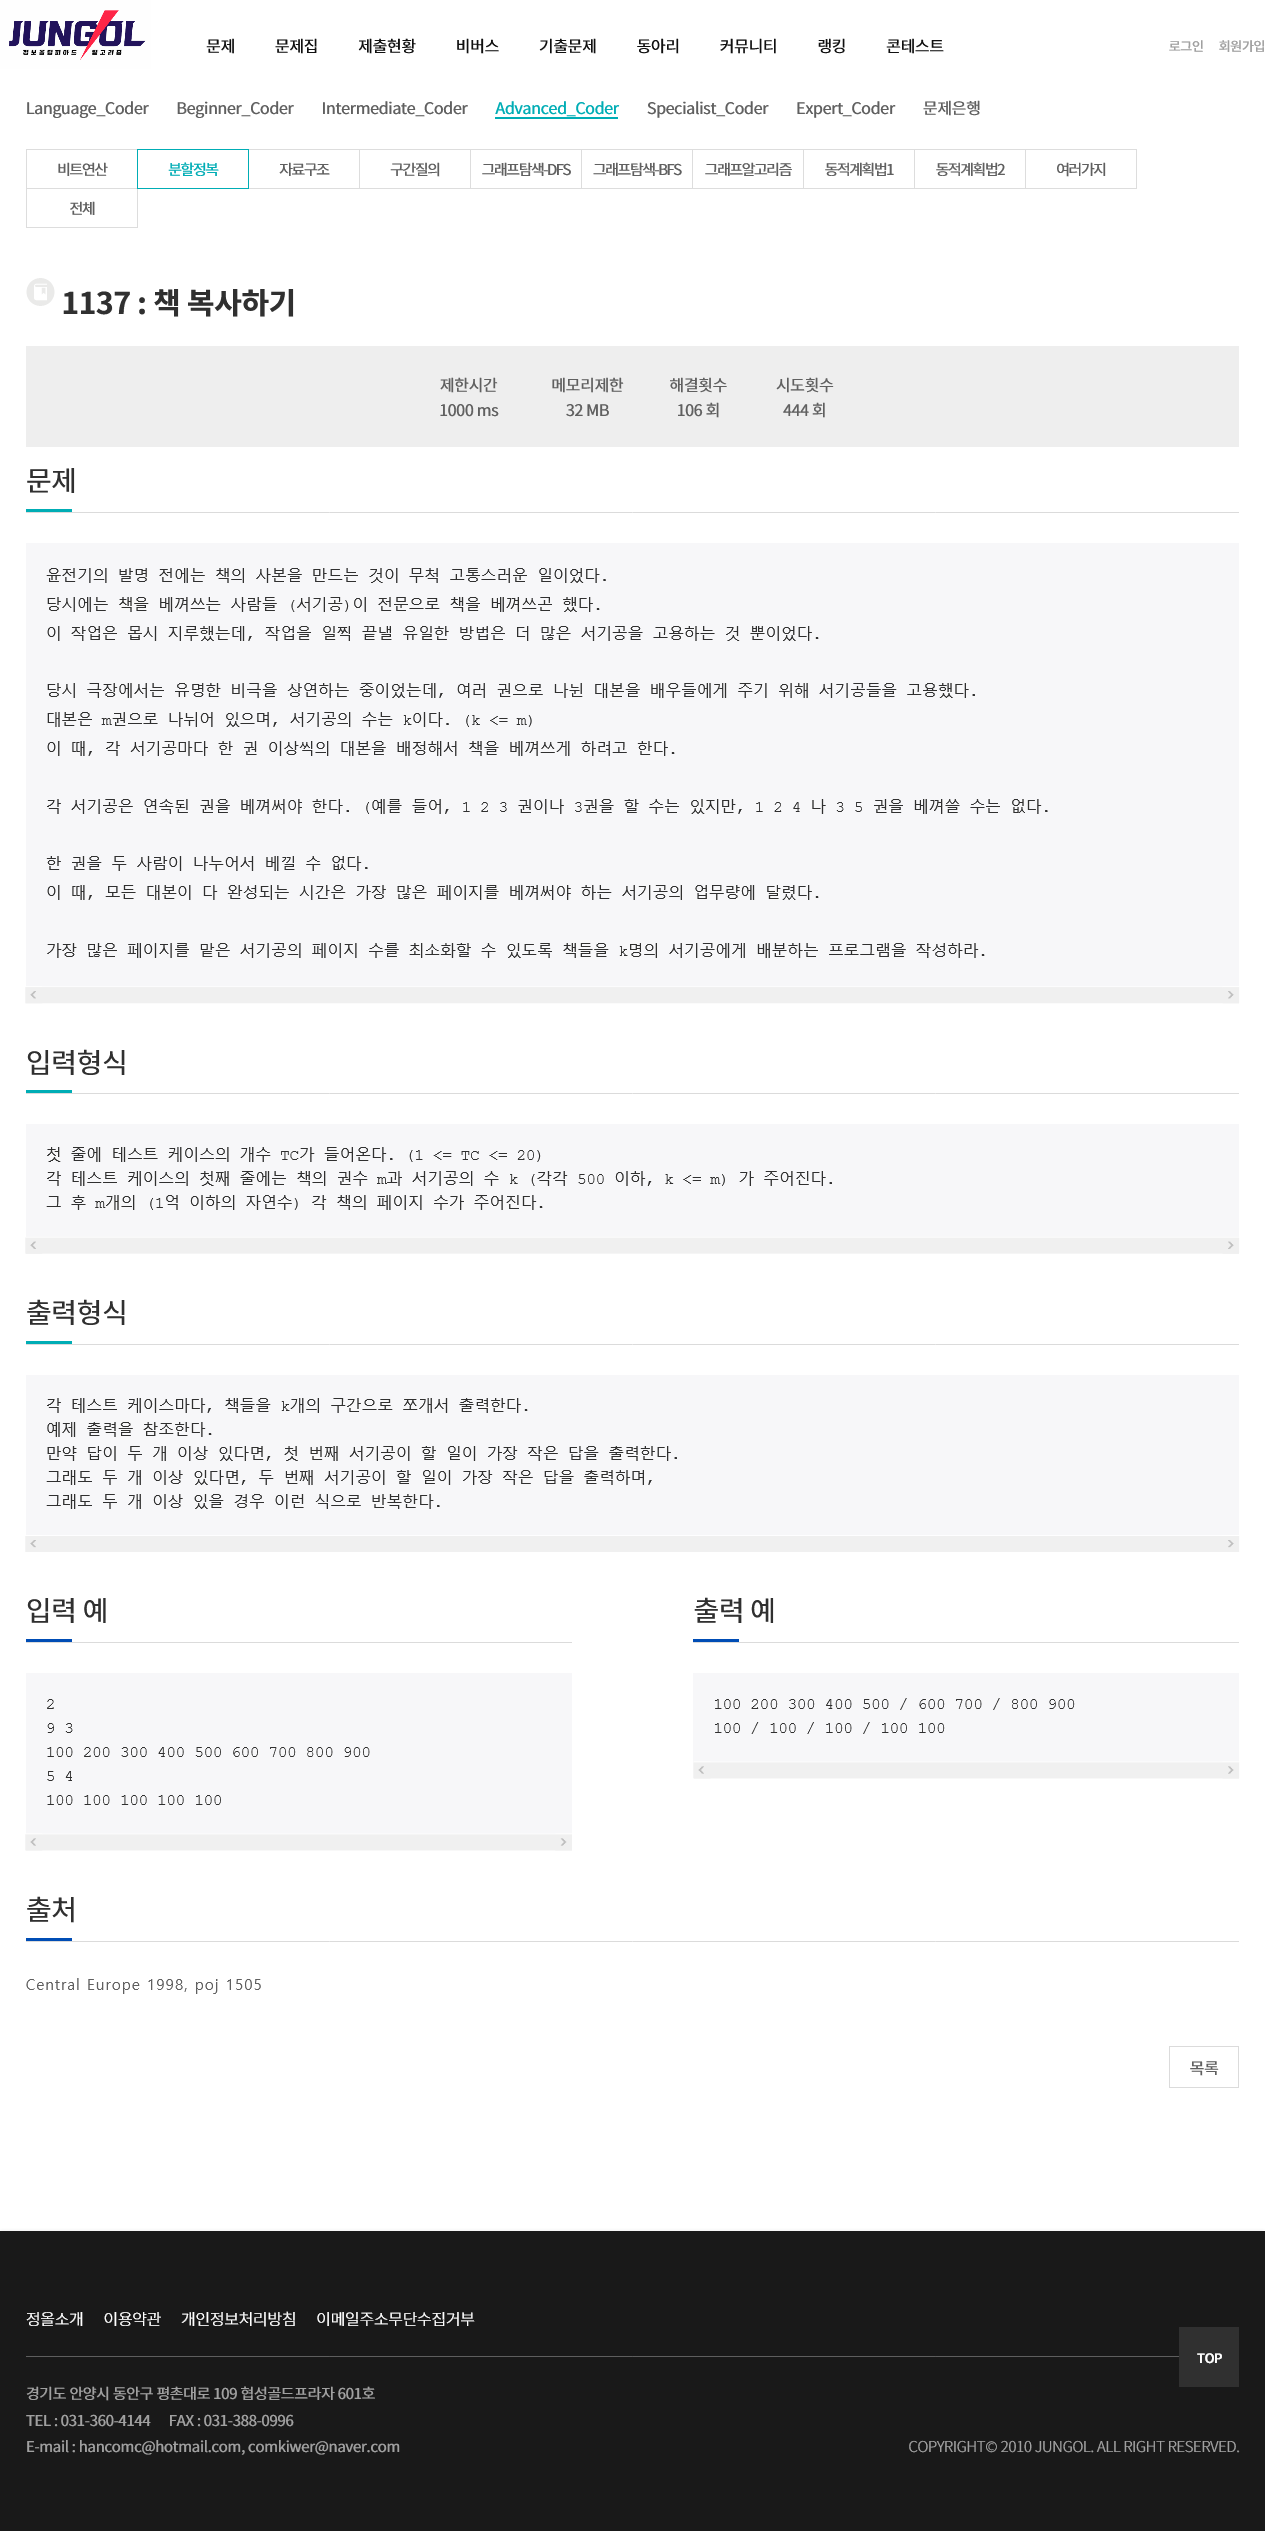 JUNGOL
정보올림피아드 알고리즘
문제 문제집 제출현황 비버스 기출문제 동아리 커뮤니티 랭킹 콘테스트 로그인 회원가입
Language_Coder Beginner_Coder Intermediate_Coder Advanced_Coder Specialist_Coder Expert_Coder 문제은행
비트연산 분할정복 자료구조 구간질의 그래프탐색-DFS 그래프탐색-BFS 그래프알고리즘 동적계획법1 동적계획법2 여러가지
전체
1137 : 책 복사하기
제한시간 메모리제한 해결횟수 시도횟수
1000 ms 32 MB 106 회 444 회
문제
윤전기의 발명 전에는 책의 사본을 만드는 것이 무척 고통스러운 일이었다.
당시에는 책을 베껴쓰는 사람들 (서기공)이 전문으로 책을 베껴쓰곤 했다.
이 작업은 몹시 지루했는데, 작업을 일찍 끝낼 유일한 방법은 더 많은 서기공을 고용하는 것 뿐이었다.
당시 극장에서는 유명한 비극을 상연하는 중이었는데, 여러 권으로 나뉜 대본을 배우들에게 주기 위해 서기공들을 고용했다.
대본은 m권으로 나뉘어 있으며, 서기공의 수는 k이다. (k <= m)
이 때, 각 서기공마다 한 권 이상씩의 대본을 배정해서 책을 베껴쓰게 하려고 한다.
각 서기공은 연속된 권을 베껴써야 한다. (예를 들어, 1 2 3 권이나 3권을 할 수는 있지만, 1 2 4 나 3 5 권을 베껴쓸 수는 없다.
한 권을 두 사람이 나누어서 베낄 수 없다.
이 때, 모든 대본이 다 완성되는 시간은 가장 많은 페이지를 베껴써야 하는 서기공의 업무량에 달렸다.
가장 많은 페이지를 맡은 서기공의 페이지 수를 최소화할 수 있도록 책들을 k명의 서기공에게 배분하는 프로그램을 작성하라.
입력형식
첫 줄에 테스트 케이스의 개수 TC가 들어온다. (1 <= TC <= 20)
각 테스트 케이스의 첫째 줄에는 책의 권수 m과 서기공의 수 k (각각 500 이하, k <= m) 가 주어진다.
그 후 m개의 (1억 이하의 자연수) 각 책의 페이지 수가 주어진다.
출력형식
각 테스트 케이스마다, 책들을 k개의 구간으로 쪼개서 출력한다.
예제 출력을 참조한다.
만약 답이 두 개 이상 있다면, 첫 번째 서기공이 할 일이 가장 작은 답을 출력한다.
그래도 두 개 이상 있다면, 두 번째 서기공이 할 일이 가장 작은 답을 출력하며,
그래도 두 개 이상 있을 경우 이런 식으로 반복한다.
입력 예
2
9 3
100 200 300 400 500 600 700 800 900
5 4
100 100 100 100 100
출력 예
100 200 300 400 500 / 600 700 / 800 900
100 / 100 / 100 / 100 100
출처
Central Europe 1998, poj 1505
목록
정올소개 이용약관 개인정보처리방침 이메일주소무단수집거부
TOP
경기도 안양시 동안구 평촌대로 109 협성골드프라자 601호
TEL : 031-360-4144 FAX : 031-388-0996
E-mail : hancomc@hotmail.com, comkiwer@naver.com
COPYRIGHT© 2010 JUNGOL. ALL RIGHT RESERVED.